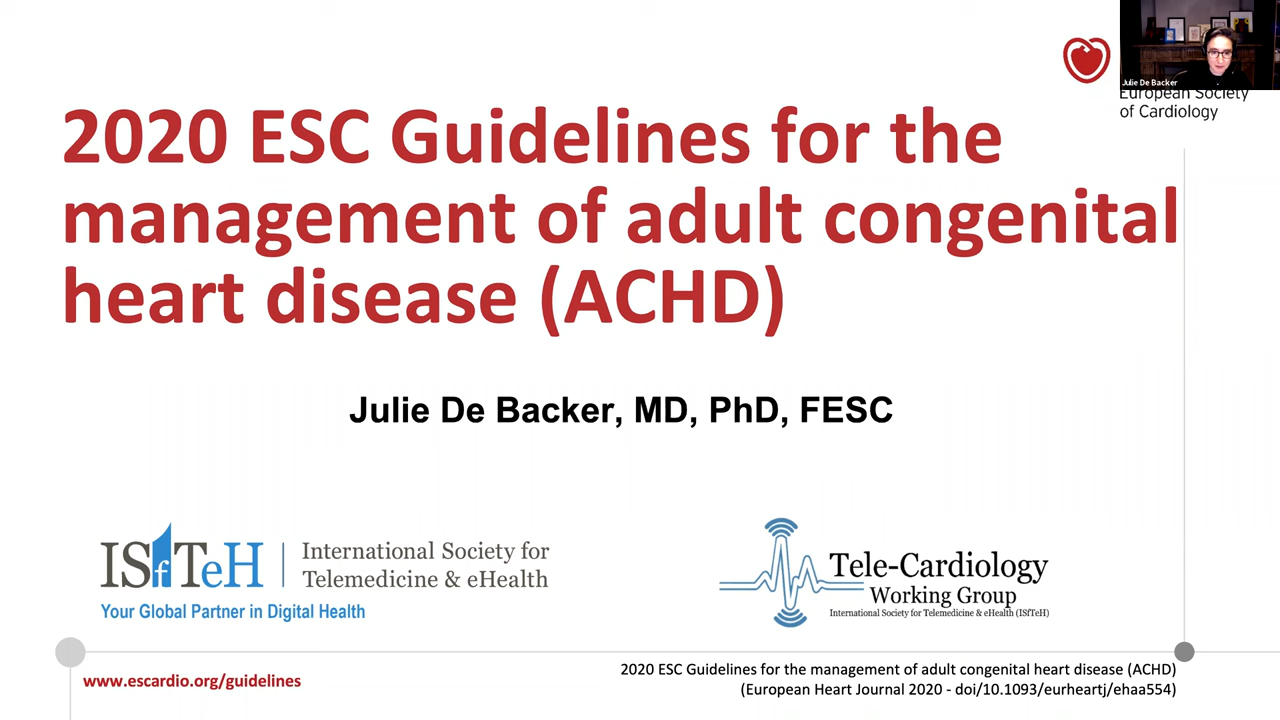 Julie De Backer
European Society
of Cardiology
2020 ESC Guidelines for the
management of adult congenital
heart disease (ACHD)
Julie De Backer, MD, PhD, FESC
ISfTeH
International Society for
Telemedicine & eHealth
Your Global Partner in Digital Health
Tele-Cardiology
Working Group
International Society for Telemedicine & eHealth (ISfTeH)
www.escardio.org/guidelines
2020 ESC Guidelines for the management of adult congenital heart disease (ACHD)
(European Heart Journal 2020 - doi/10.1093/eurheartj/ehaa554)